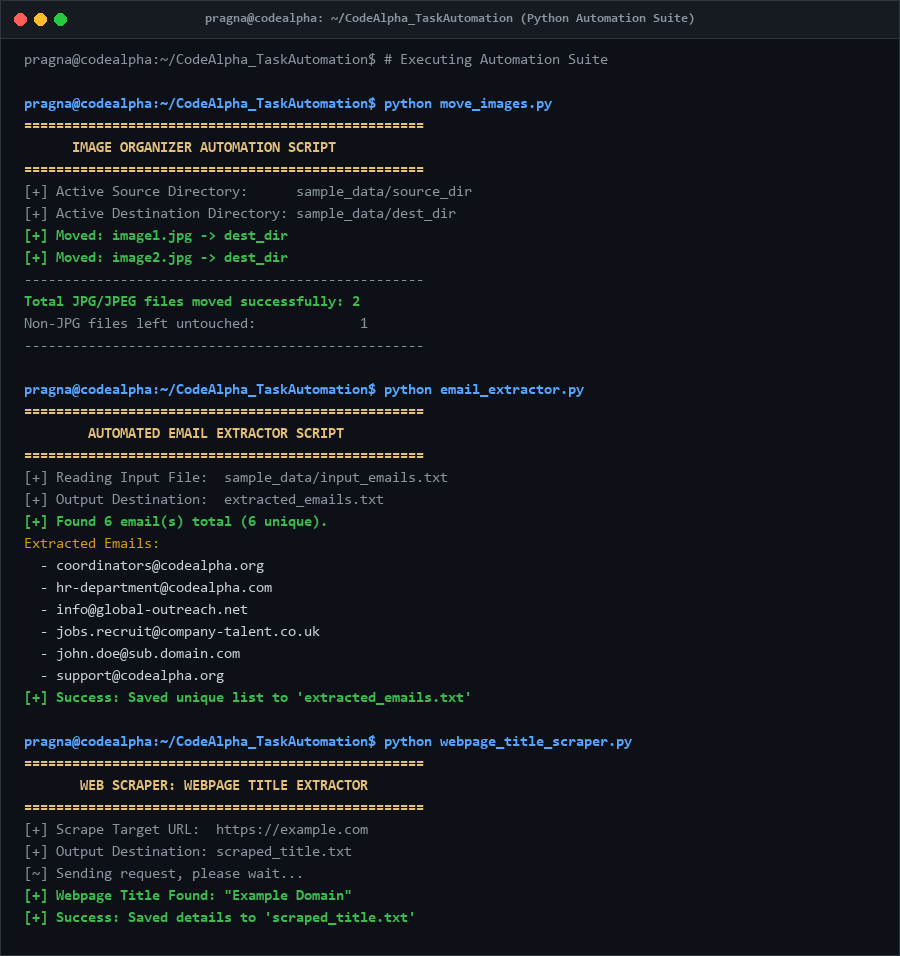 pragna@codealpha: ~/CodeAlpha_TaskAutomation (Python Automation Suite)
pragna@codealpha:~/CodeAlpha_TaskAutomation$ # Executing Automation Suite
pragna@codealpha:~/CodeAlpha_TaskAutomation$ python move_images.py
==================================================
IMAGE ORGANIZER AUTOMATION SCRIPT
==================================================
[+] Active Source Directory:      sample_data/source_dir
[+] Active Destination Directory: sample_data/dest_dir
[+] Moved: image1.jpg -> dest_dir
[+] Moved: image2.jpg -> dest_dir
--------------------------------------------------
Total JPG/JPEG files moved successfully: 2
Non-JPG files left untouched:             1
--------------------------------------------------
pragna@codealpha:~/CodeAlpha_TaskAutomation$ python email_extractor.py
==================================================
AUTOMATED EMAIL EXTRACTOR SCRIPT
==================================================
[+] Reading Input File:  sample_data/input_emails.txt
[+] Output Destination:  extracted_emails.txt
[+] Found 6 email(s) total (6 unique).
Extracted Emails:
- coordinators@codealpha.org
- hr-department@codealpha.com
- info@global-outreach.net
- jobs.recruit@company-talent.co.uk
- john.doe@sub.domain.com
- support@codealpha.org
[+] Success: Saved unique list to 'extracted_emails.txt'
pragna@codealpha:~/CodeAlpha_TaskAutomation$ python webpage_title_scraper.py
==================================================
WEB SCRAPER: WEBPAGE TITLE EXTRACTOR
==================================================
[+] Scrape Target URL:  https://example.com
[+] Output Destination: scraped_title.txt
[~] Sending request, please wait...
[+] Webpage Title Found: "Example Domain"
[+] Success: Saved details to 'scraped_title.txt'